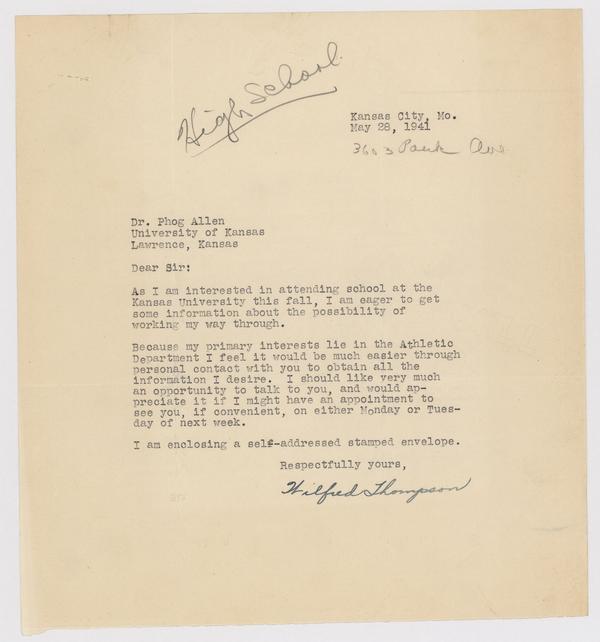 High School.
Kansas City, Mo.
May 28, 1941
Park Ave.
Dr. Phog Allen
University of Kansas
Lawrence, Kansas
Dear Sir:
As I am interested in attending school at the
Kansas University this fall, I am eager to get
some information about the possibility of
working my way through.
Because my primary interests lie in the Athletic
Department I feel it would be much easier through
personal contact with you to obtain all the
information I desire. I should like very much
an opportunity to talk to you, and would ap-
preciate it if I might have an appointment to
see you, if convenient, on either Monday or Tues-
day of next week.
I am enclosing a self-addressed stamped envelope.
Respectfully yours,
Wilfred Thompson